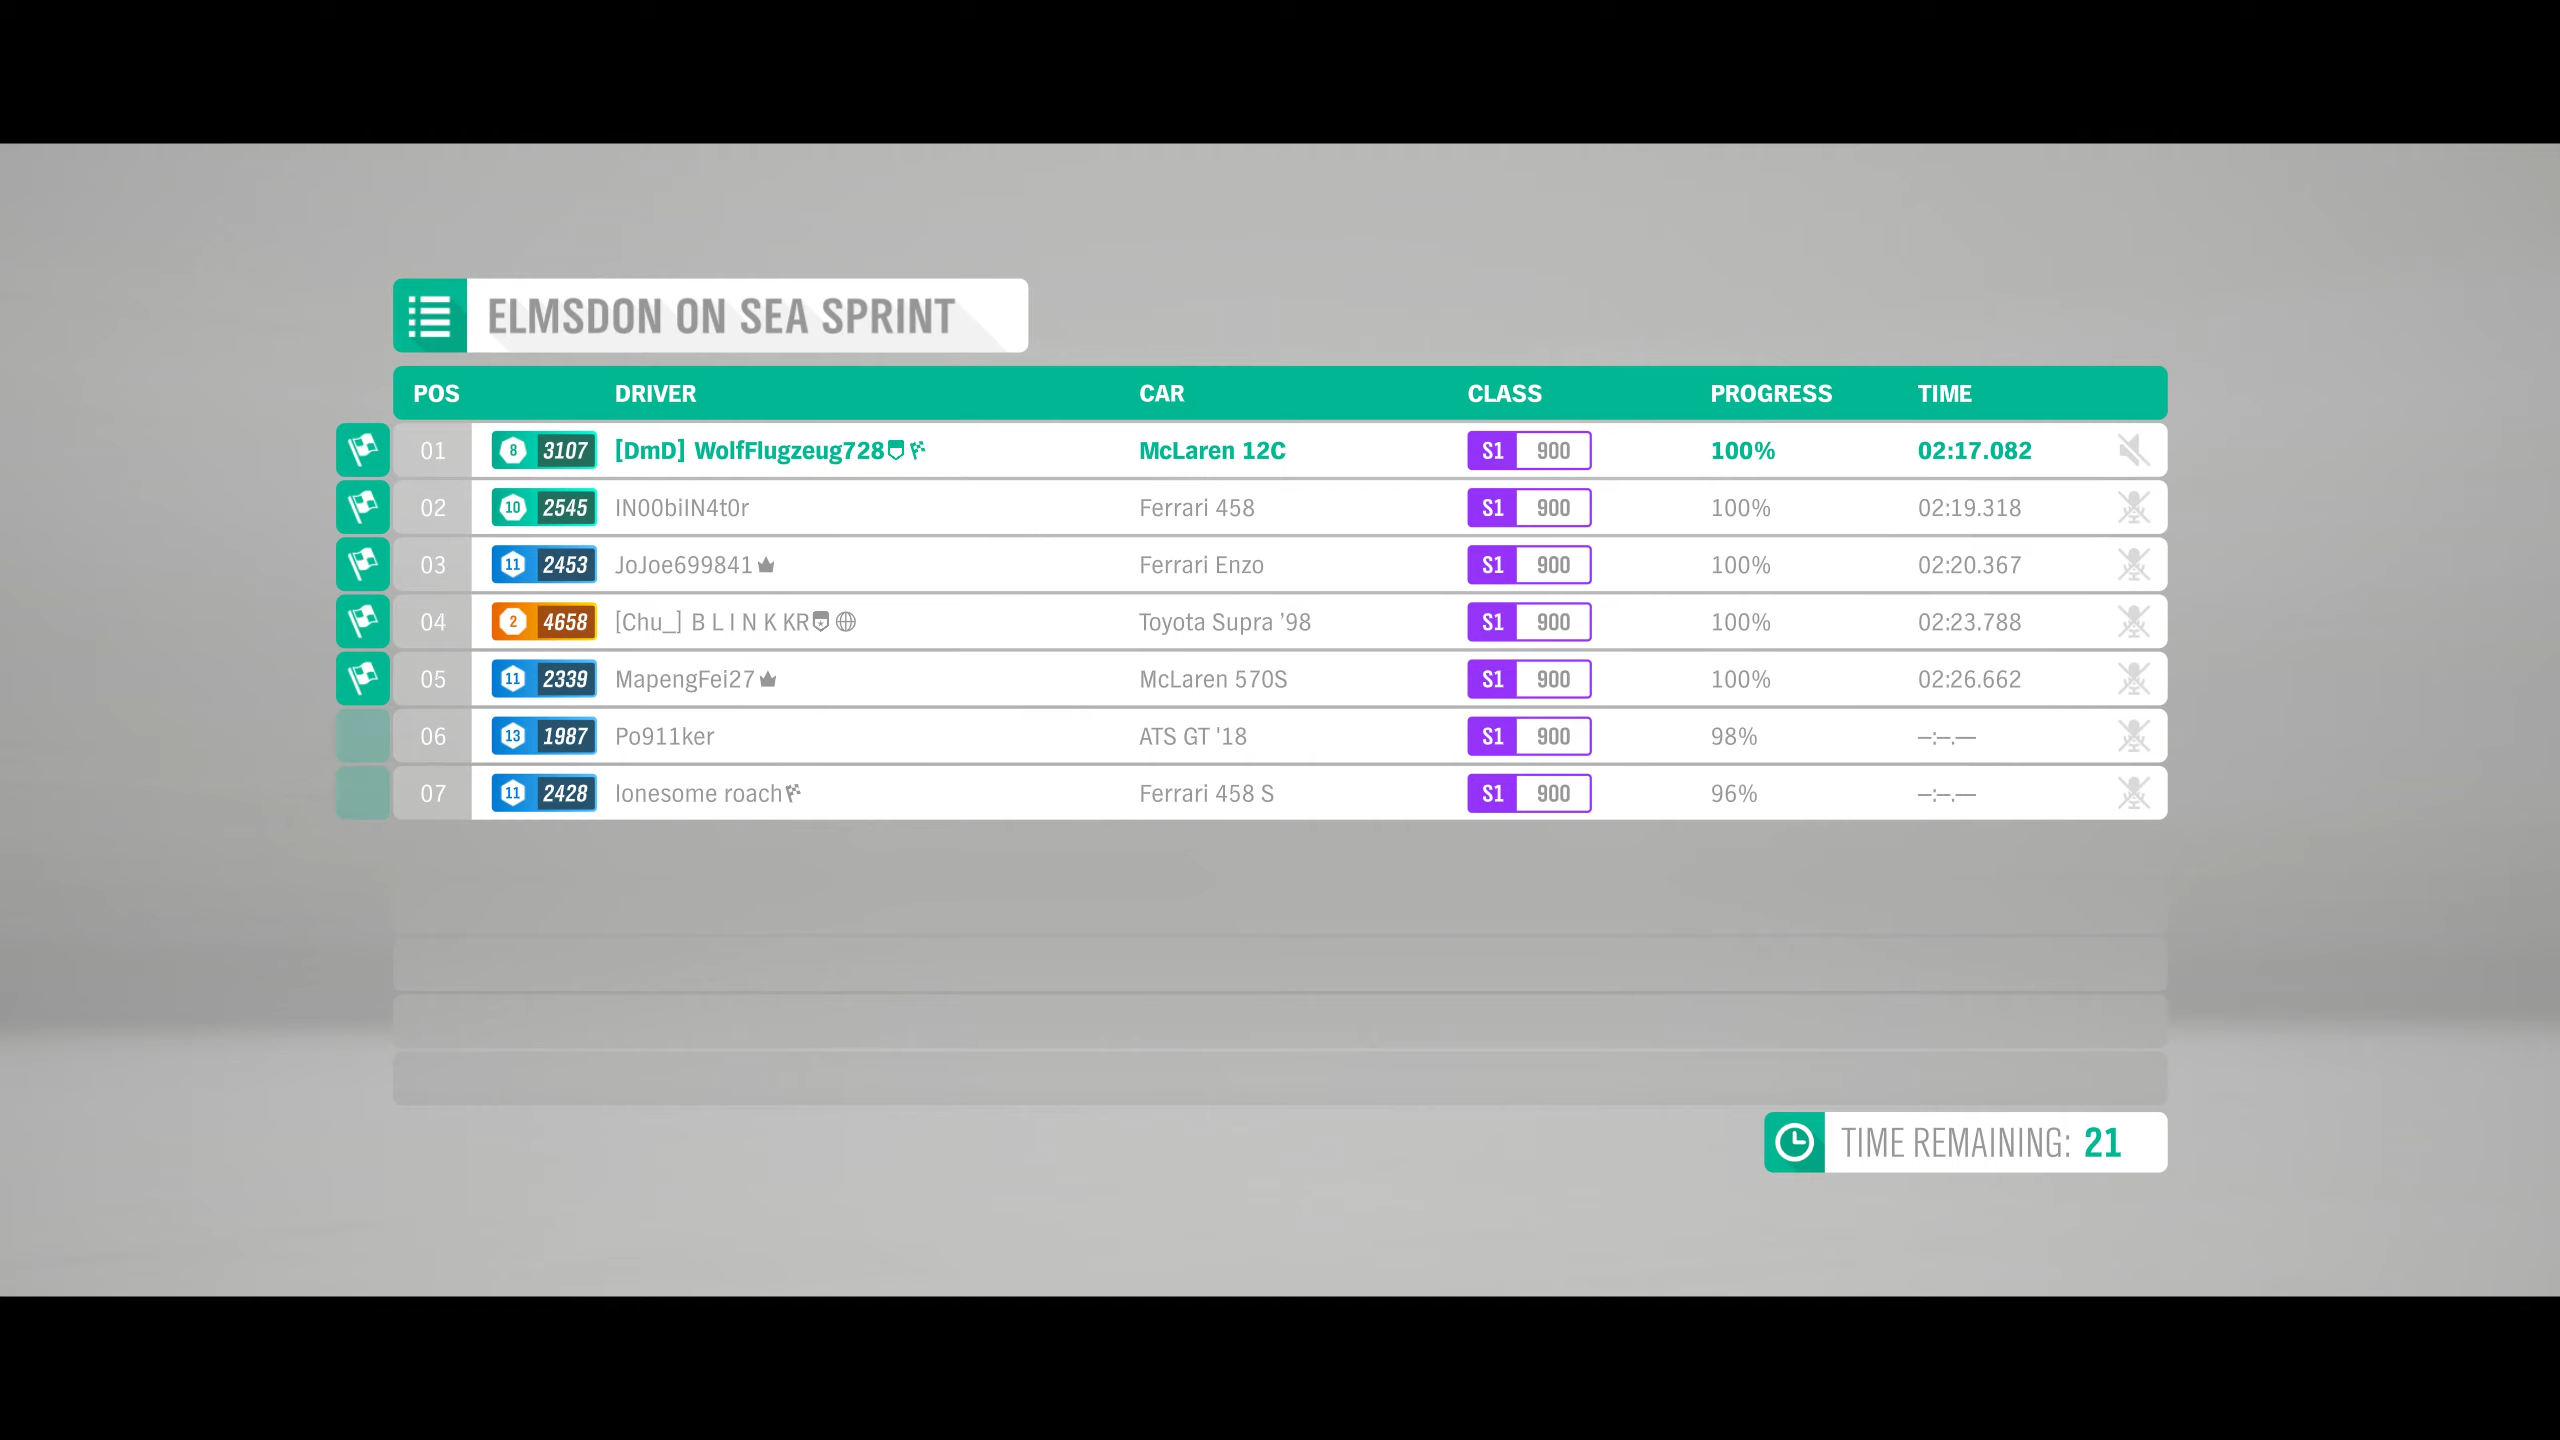 ELMSDON ON SEA SPRINT
POS DRIVER CAR CLASS PROGRESS TIME
01 8 3107 [DmD] WolfFlugzeug728 McLaren 12C S1 900 100% 02:17.082
02 10 2545 IN00biIN4t0r Ferrari 458 S1 900 100% 02:19.318
03 11 2453 JoJoe699841 Ferrari Enzo S1 900 100% 02:20.367
04 2 4658 [Chu_] B L I N K KR Toyota Supra ’98 S1 900 100% 02:23.788
05 11 2339 MapengFei27 McLaren 570S S1 900 100% 02:26.662
06 13 1987 Po911ker ATS GT '18 S1 900 98% –:–.–
07 11 2428 lonesome roach Ferrari 458 S S1 900 96% –:–.–
TIME REMAINING: 21